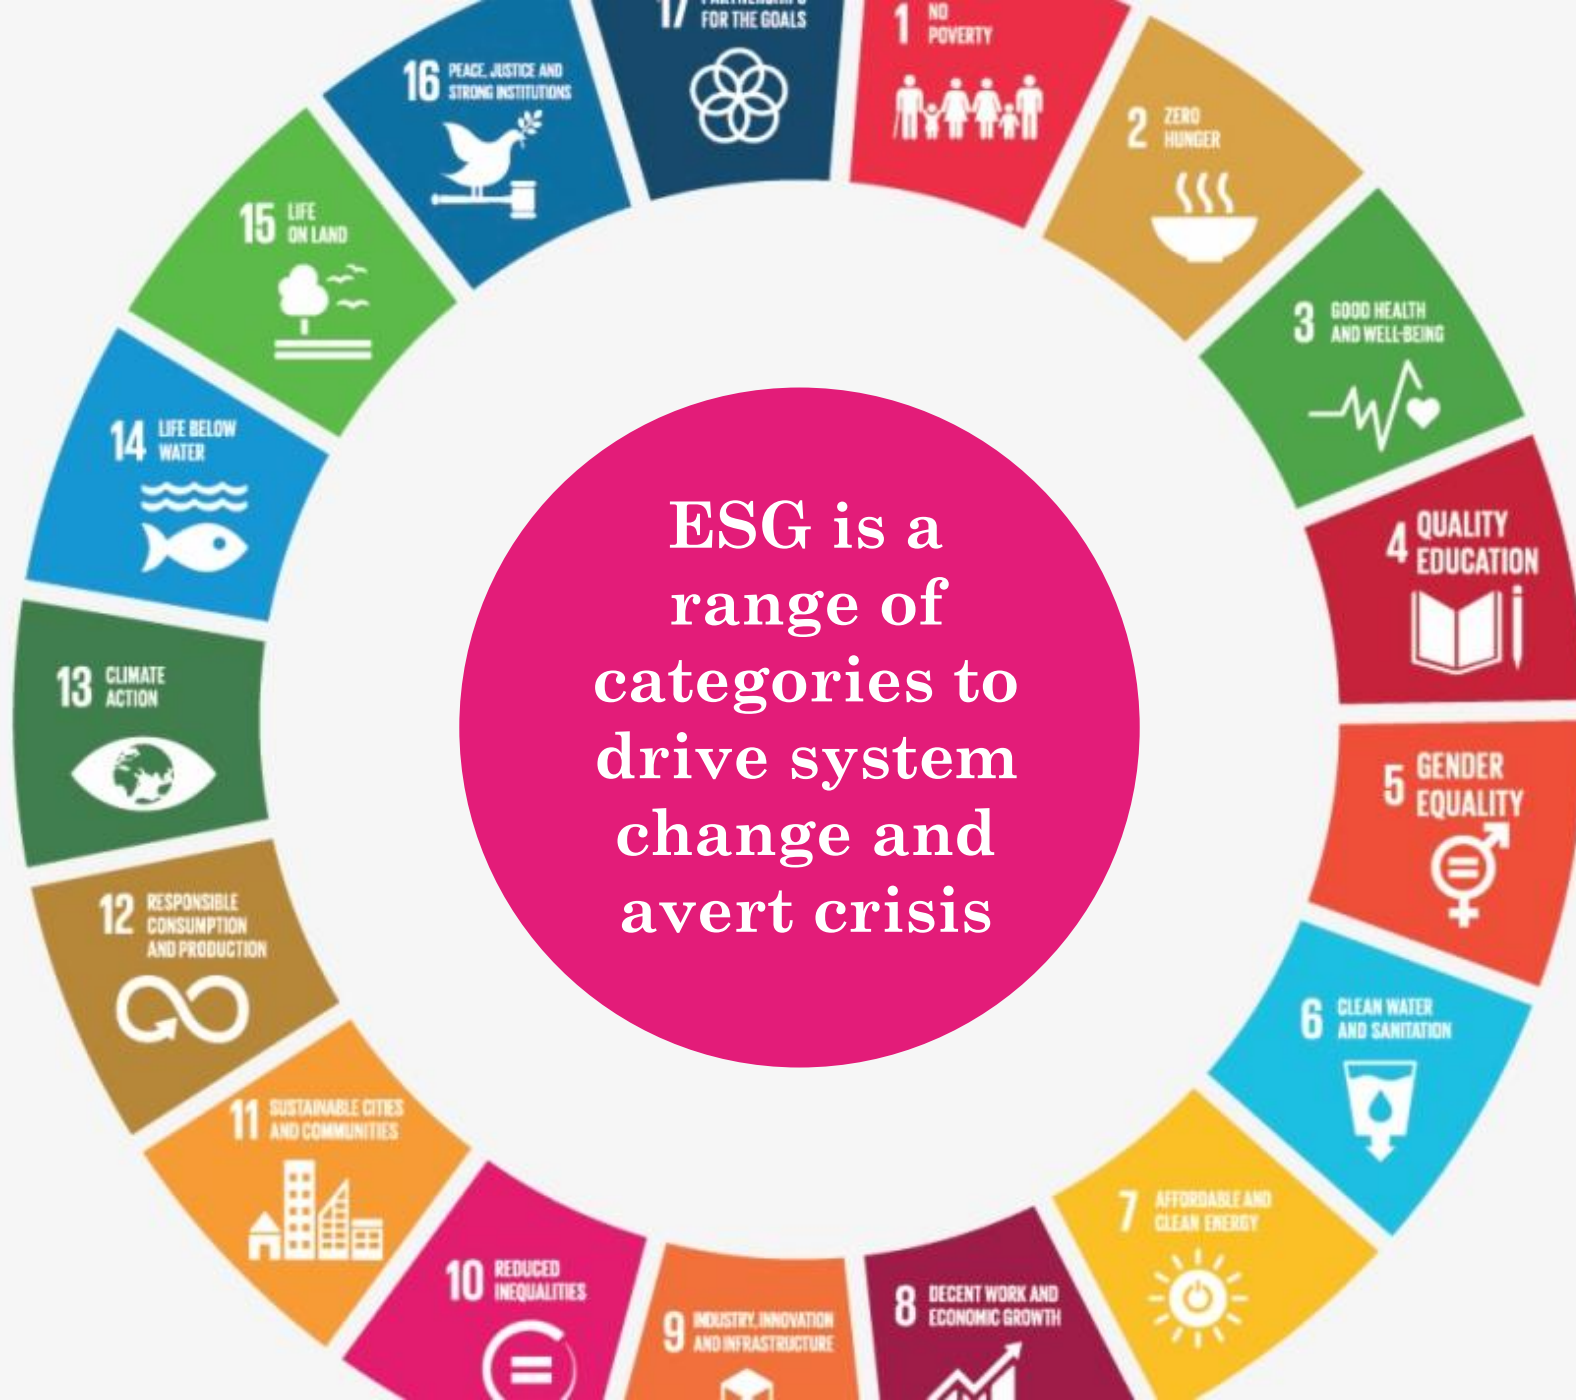 ESG is a
range of
categories to
drive system
change and
avert crisis
1 NO
POVERTY
2 ZERO
HUNGER
3 GOOD HEALTH
AND WELL-BEING
4 QUALITY
EDUCATION
5 GENDER
EQUALITY
6 CLEAN WATER
AND SANITATION
7 AFFORDABLE AND
CLEAN ENERGY
8 DECENT WORK AND
ECONOMIC GROWTH
9 INDUSTRY, INNOVATION
AND INFRASTRUCTURE
10 REDUCED
INEQUALITIES
11 SUSTAINABLE CITIES
AND COMMUNITIES
12 RESPONSIBLE
CONSUMPTION
AND PRODUCTION
13 CLIMATE
ACTION
14 LIFE BELOW
WATER
15 LIFE
ON LAND
16 PEACE, JUSTICE AND
STRONG INSTITUTIONS
17
FOR THE GOALS